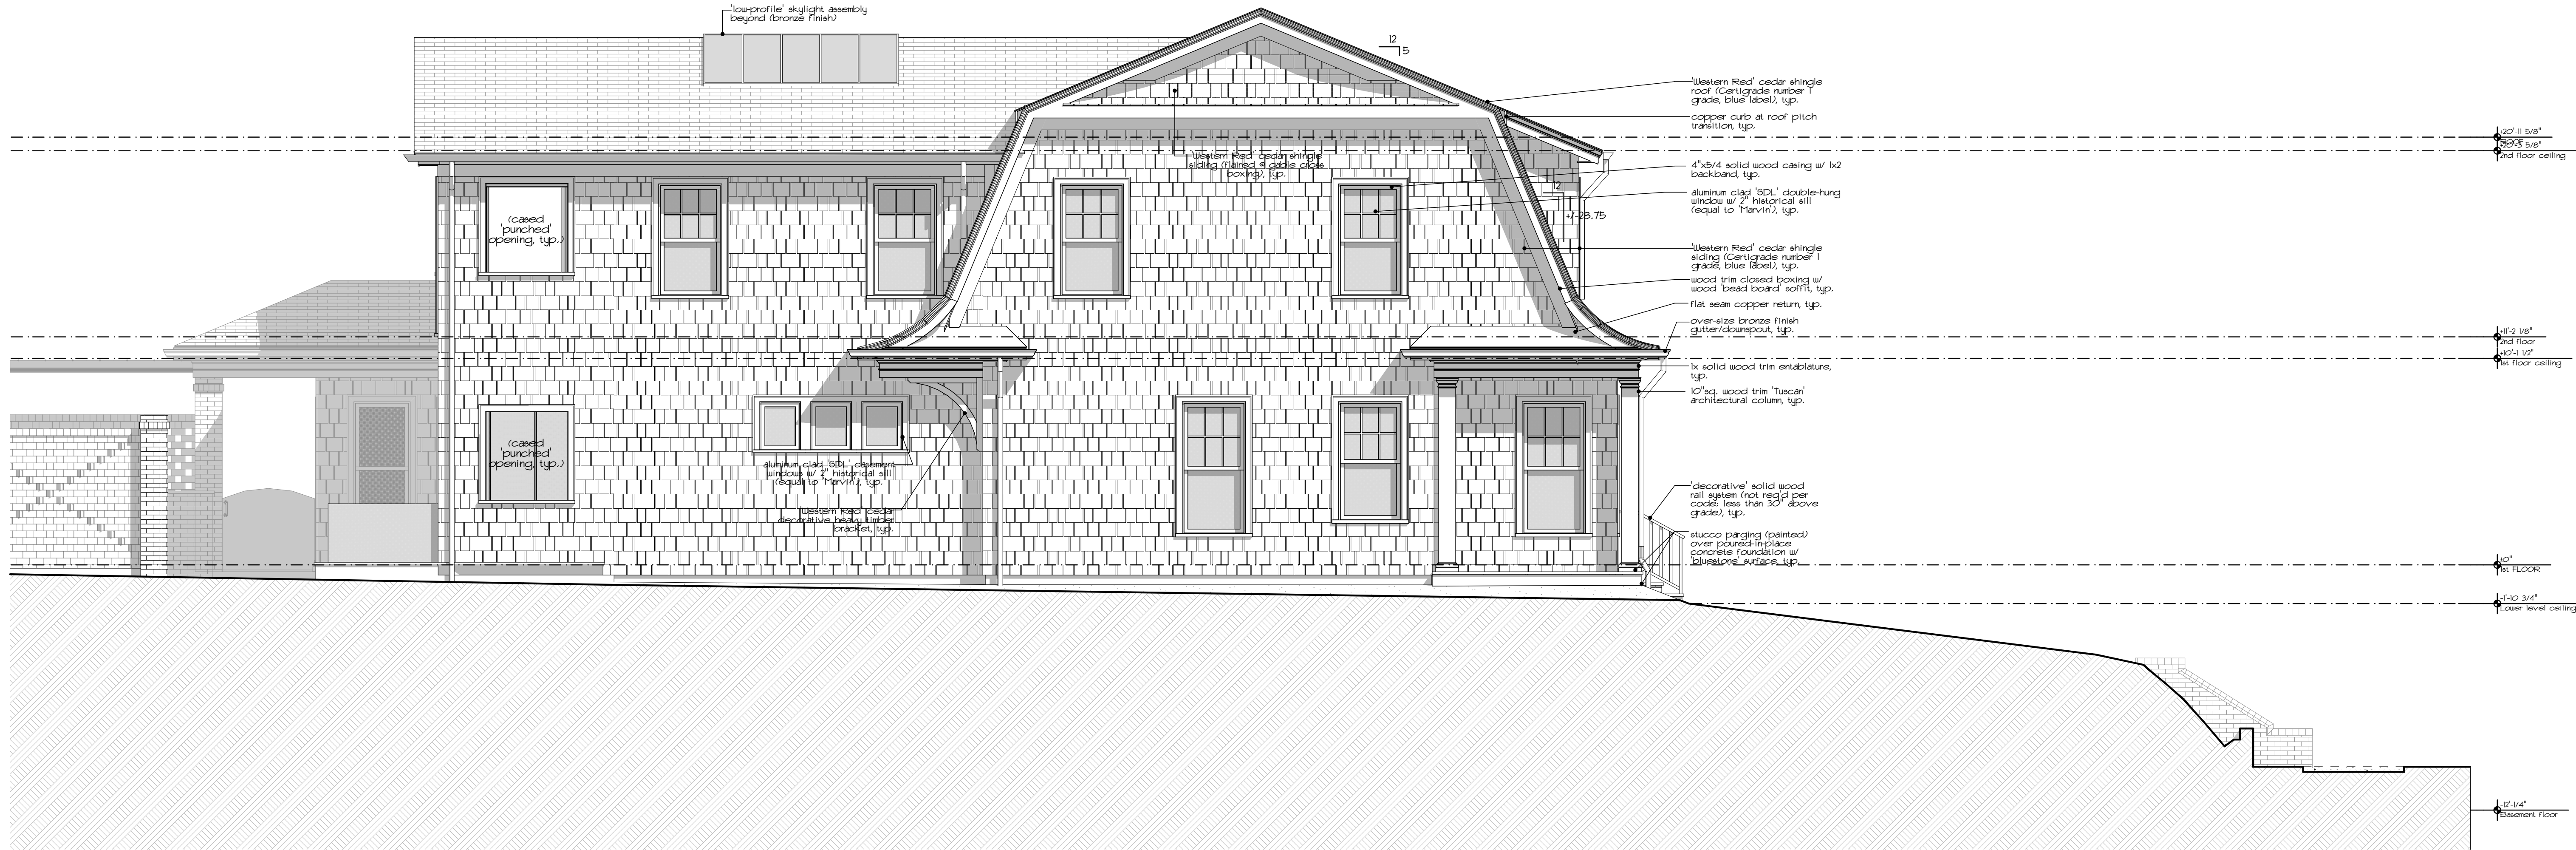 'low-profile' skylight assembly
beyond (bronze finish)
12
5
'Western Red' cedar shingle
roof (Certigrade number 1
grade, blue label), typ.
copper curb at roof pitch
transition, typ.
'Western Red' cedar shingle
siding (flaired @ gable cross
boxing), typ.
4"x5/4 solid wood casing w/ 1x2
backband, typ.
aluminum clad 'SDL' double-hung
window w/ 2" historical sill
(equal to 'Marvin'), typ.
12
+/-28.75
(cased
'punched'
opening, typ.)
'Western Red' cedar shingle
siding (Certigrade number 1
grade, blue label), typ.
wood trim closed boxing w/
wood 'bead board' soffit, typ.
flat seam copper return, typ.
over-size bronze finish
gutter/downspout, typ.
1x solid wood trim entablature,
typ.
10"sq. wood trim 'Tuscan'
architectural column, typ.
(cased
'punched'
opening, typ.)
aluminum clad 'SDL' casement
windows w/ 2" historical sill
(equal to 'Marvin'), typ.
'Western Red' cedar
decorative heavy timber
bracket, typ.
'decorative' solid wood
rail system (not req'd per
code: less than 30" above
grade), typ.
stucco parging (painted)
over poured-in-place
concrete foundation w/
'bluestone' surface, typ.
+20'-11 5/8"
+20'-3 5/8"
2nd floor ceiling
+11'-2 1/8"
2nd floor
+10'-1 1/2"
1st floor ceiling
±0"
1st FLOOR
-1'-10 3/4"
Lower level ceiling
-12'-1/4"
Basement floor